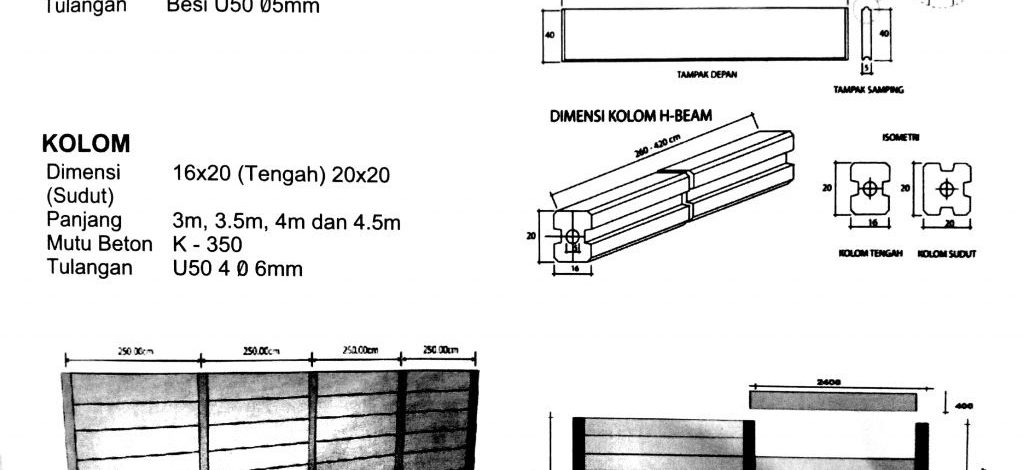 Tulangan Besi U50 Ø5mm
40
40
5
TAMPAK DEPAN
TAMPAK SAMPING
DIMENSI KOLOM H-BEAM
260 - 420 cm
20
16
ISOMETRI
20
16
20
20
KOLOM TENGAH
KOLOM SUDUT
KOLOM
Dimensi 16x20 (Tengah) 20x20
(Sudut)
Panjang 3m, 3.5m, 4m dan 4.5m
Mutu Beton K - 350
Tulangan U50 4 Ø 6mm
250.00cm
250.00cm
250.00cm
250.00cm
2400
400